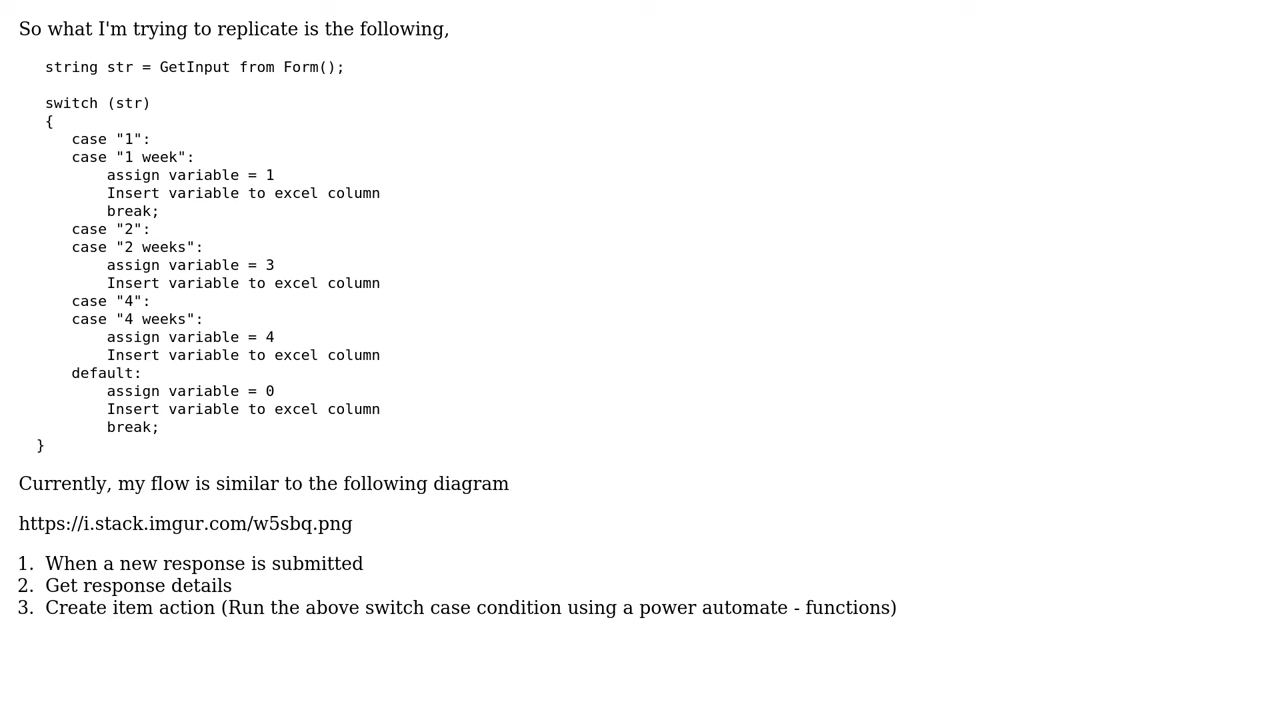 So what I'm trying to replicate is the following,
string str = GetInput from Form();
switch (str)
{
case "1":
case "1 week":
assign variable = 1
Insert variable to excel column
break;
case "2":
case "2 weeks":
assign variable = 3
Insert variable to excel column
case "4":
case "4 weeks":
assign variable = 4
Insert variable to excel column
default:
assign variable = 0
Insert variable to excel column
break;
}
Currently, my flow is similar to the following diagram
https://i.stack.imgur.com/w5sbq.png
1. When a new response is submitted
2. Get response details
3. Create item action (Run the above switch case condition using a power automate - functions)